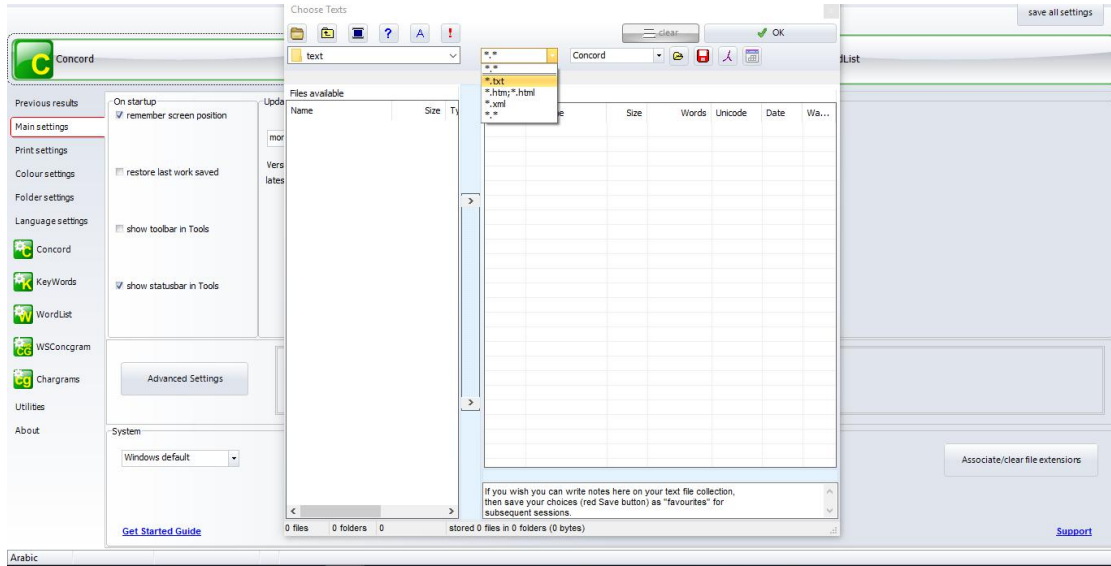 Choose Texts
save all settings
? A !
clear
OK
Concord
text
*.*
Concord
*.*
*.txt
*.htm;*.html
*.xml
*.*
Previous results
Main settings
Print settings
Colour settings
Folder settings
Language settings
Concord
KeyWords
WordList
WSConcgram
Chargrams
Utilities
About
On startup
remember screen position
restore last work saved
show toolbar in Tools
show statusbar in Tools
Advanced Settings
System
Windows default
Get Started Guide
Files available
Name Size Ty
Size Words Unicode Date Wa...
>
>
If you wish you can write notes here on your text file collection,
then save your choices (red Save button) as "favourites" for
subsequent sessions.
0 files 0 folders 0 stored 0 files in 0 folders (0 bytes)
Associate/clear file extensions
Support
Arabic